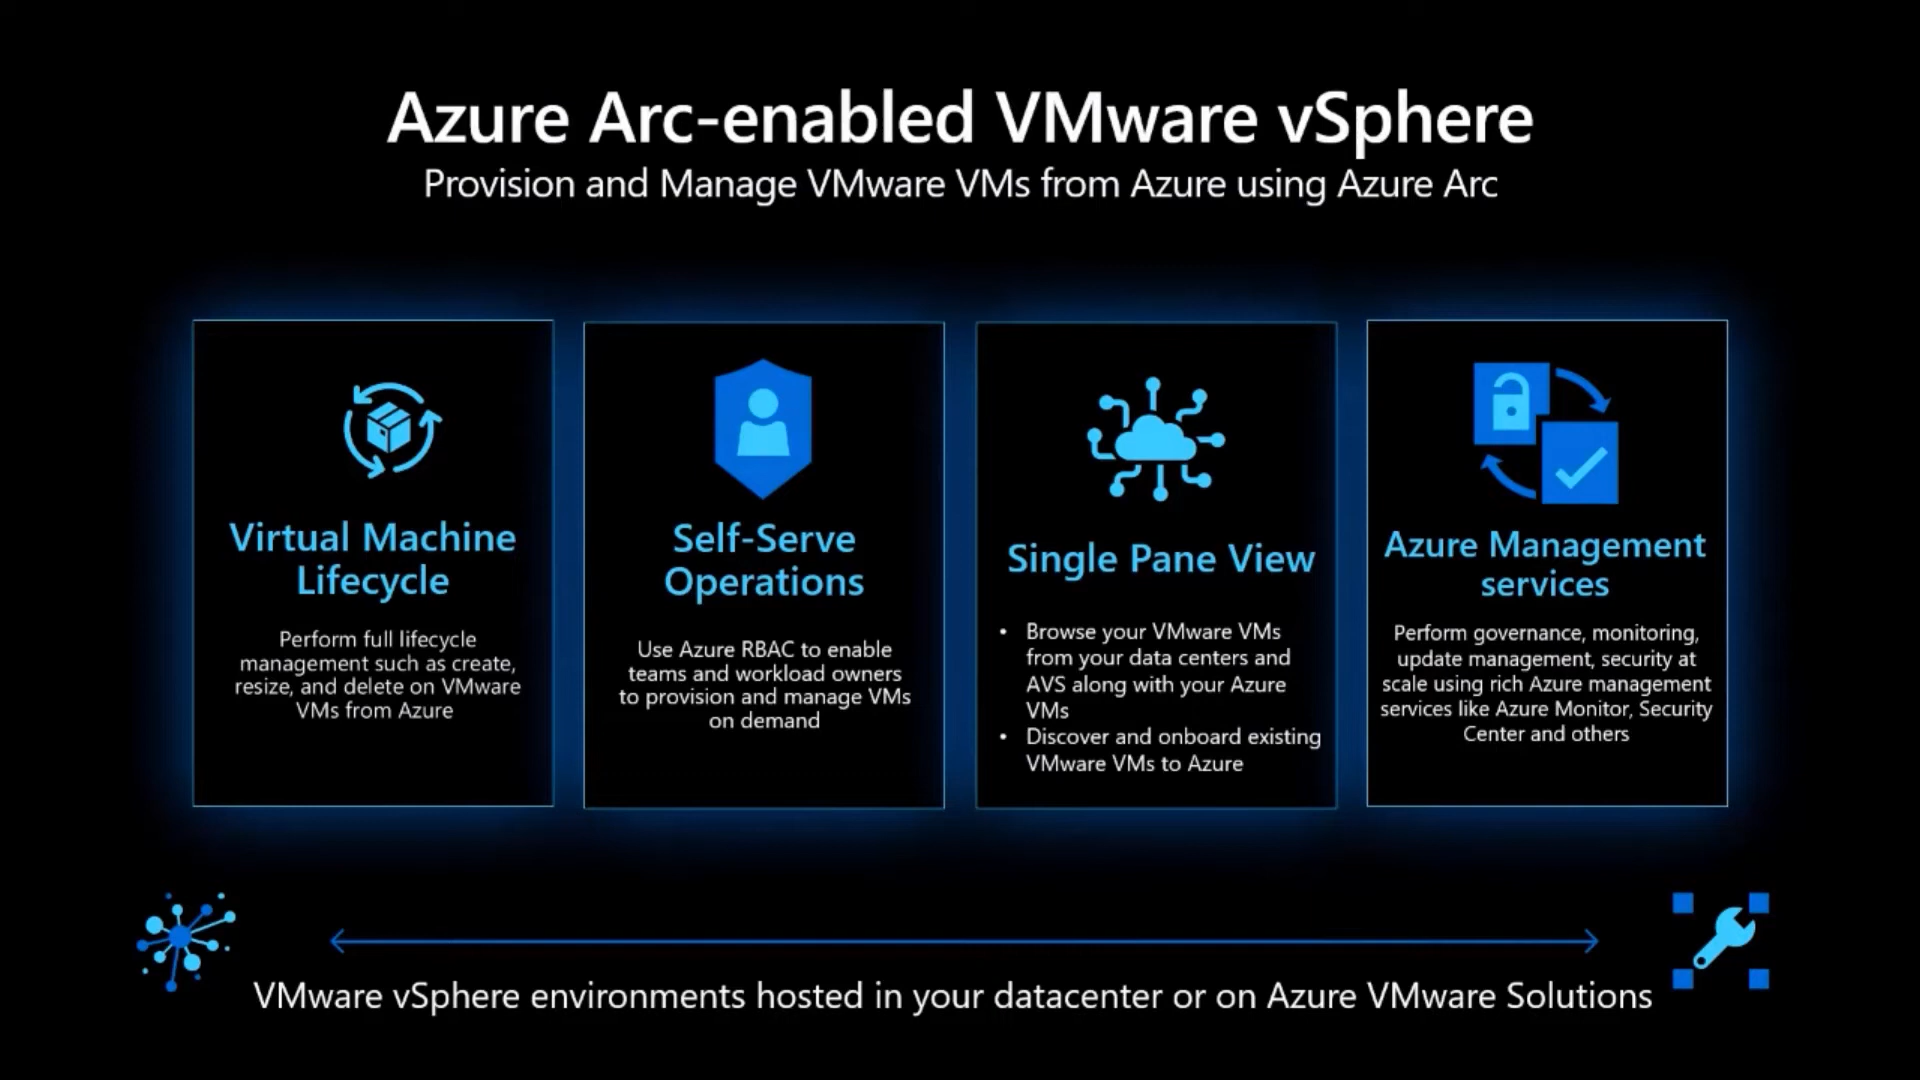 Azure Arc-enabled VMware vSphere
Provision and Manage VMware VMs from Azure using Azure Arc
Virtual Machine
Lifecycle
Perform full lifecycle
management such as create,
resize, and delete on VMware
VMs from Azure
Self-Serve
Operations
Use Azure RBAC to enable
teams and workload owners
to provision and manage VMs
on demand
Single Pane View
• Browse your VMware VMs
from your data centers and
AVS along with your Azure
VMs
• Discover and onboard existing
VMware VMs to Azure
Azure Management
services
Perform governance, monitoring,
update management, security at
scale using rich Azure management
services like Azure Monitor, Security
Center and others
VMware vSphere environments hosted in your datacenter or on Azure VMware Solutions